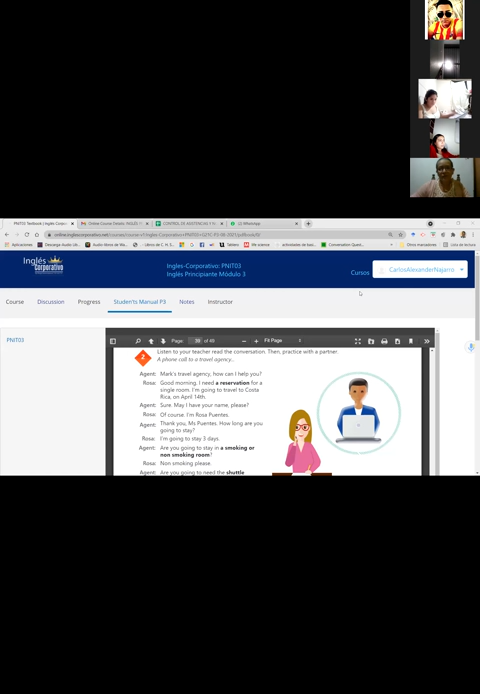 PNIT03 Textbook | Inglés Corpora
Online Course Details: INGLÉS P
CONTROL DE ASISTENCIAS Y N
(2) WhatsApp
Aplicaciones
Inglés
Corporativo
Ingles-Corporativo: PNIT03
Inglés Principiante Módulo 3
Cursos
CarlosAlexanderNajarro
Course
Discussion
Progress
Studen'ts Manual P3
Notes
Instructor
PNIT03
Page:
of 49
Fit Page
2
Listen to your teacher read the conversation. Then, practice with a partner.
A phone call to a travel agency...
Agent: Mark's travel agency, how can I help you?
Rosa: Good morning, I need a reservation for a
single room. I'm going to travel to Costa
Rica, on April 14th.
Agent: Sure. May I have your name, please?
Rosa: Of course. I'm Rosa Puentes.
Agent: Thank you, Ms Puentes. How long are you
going to stay?
Rosa: I'm going to stay 3 days.
Agent: Are you going to stay in a smoking or
non smoking room?
Rosa: Non smoking please.
Agent: Are you going to need the shuttle